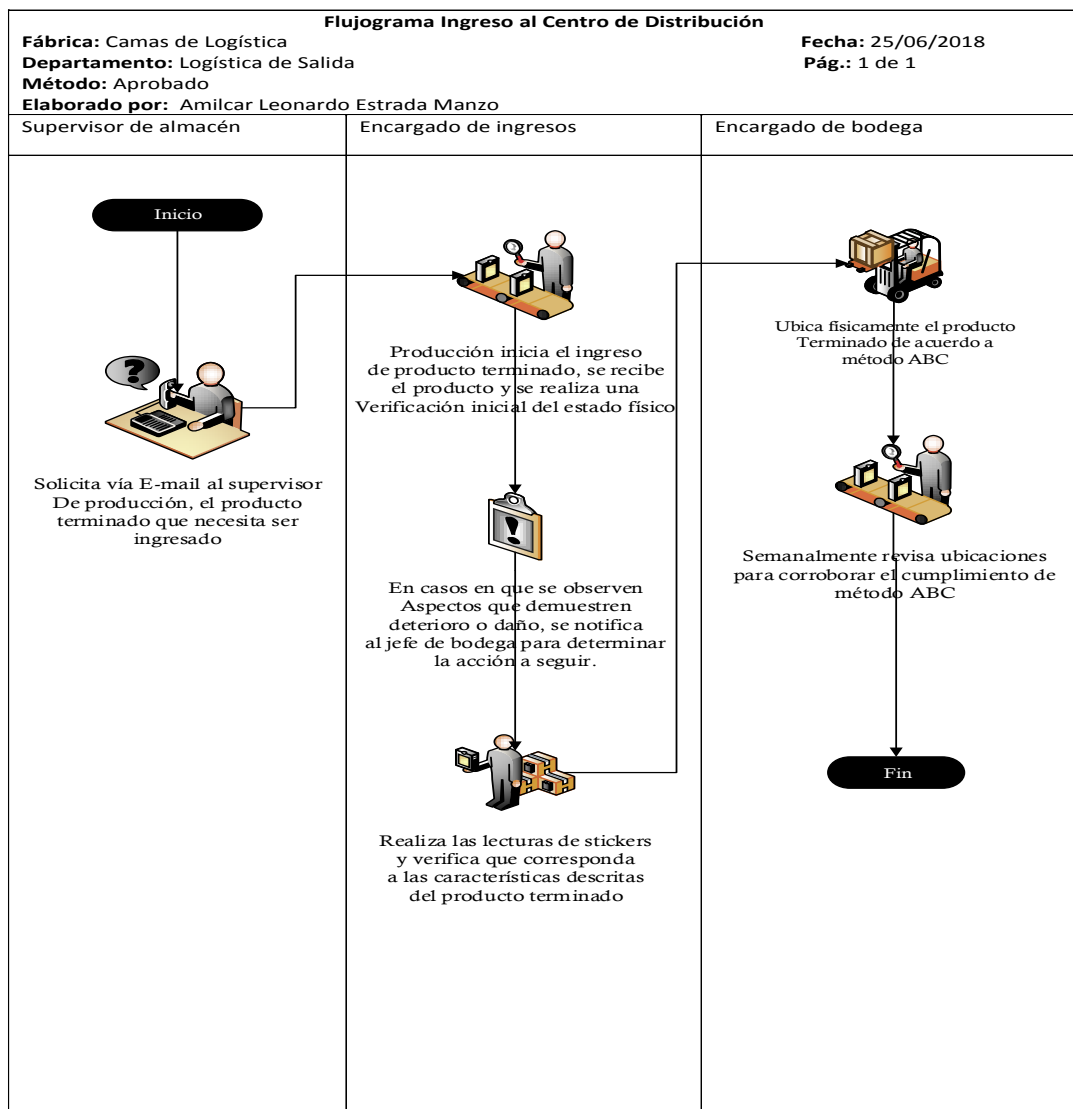 Flujograma Ingreso al Centro de Distribución
Fábrica: Camas de Logística
Fecha: 25/06/2018
Departamento: Logística de Salida
Pág.: 1 de 1
Método: Aprobado
Elaborado por: Amilcar Leonardo Estrada Manzo
Supervisor de almacén
Encargado de ingresos
Encargado de bodega
Inicio
Solicita vía E-mail al supervisor
De producción, el producto
terminado que necesita ser
ingresado
Producción inicia el ingreso
de producto terminado, se recibe
el producto y se realiza una
Verificación inicial del estado físico
En casos en que se observen
Aspectos que demuestren
deterioro o daño, se notifica
al jefe de bodega para determinar
la acción a seguir.
Realiza las lecturas de stickers
y verifica que corresponda
a las características descritas
del producto terminado
Ubica físicamente el producto
Terminado de acuerdo a
método ABC
Semanalmente revisa ubicaciones
para corroborar el cumplimiento de
método ABC
Fin